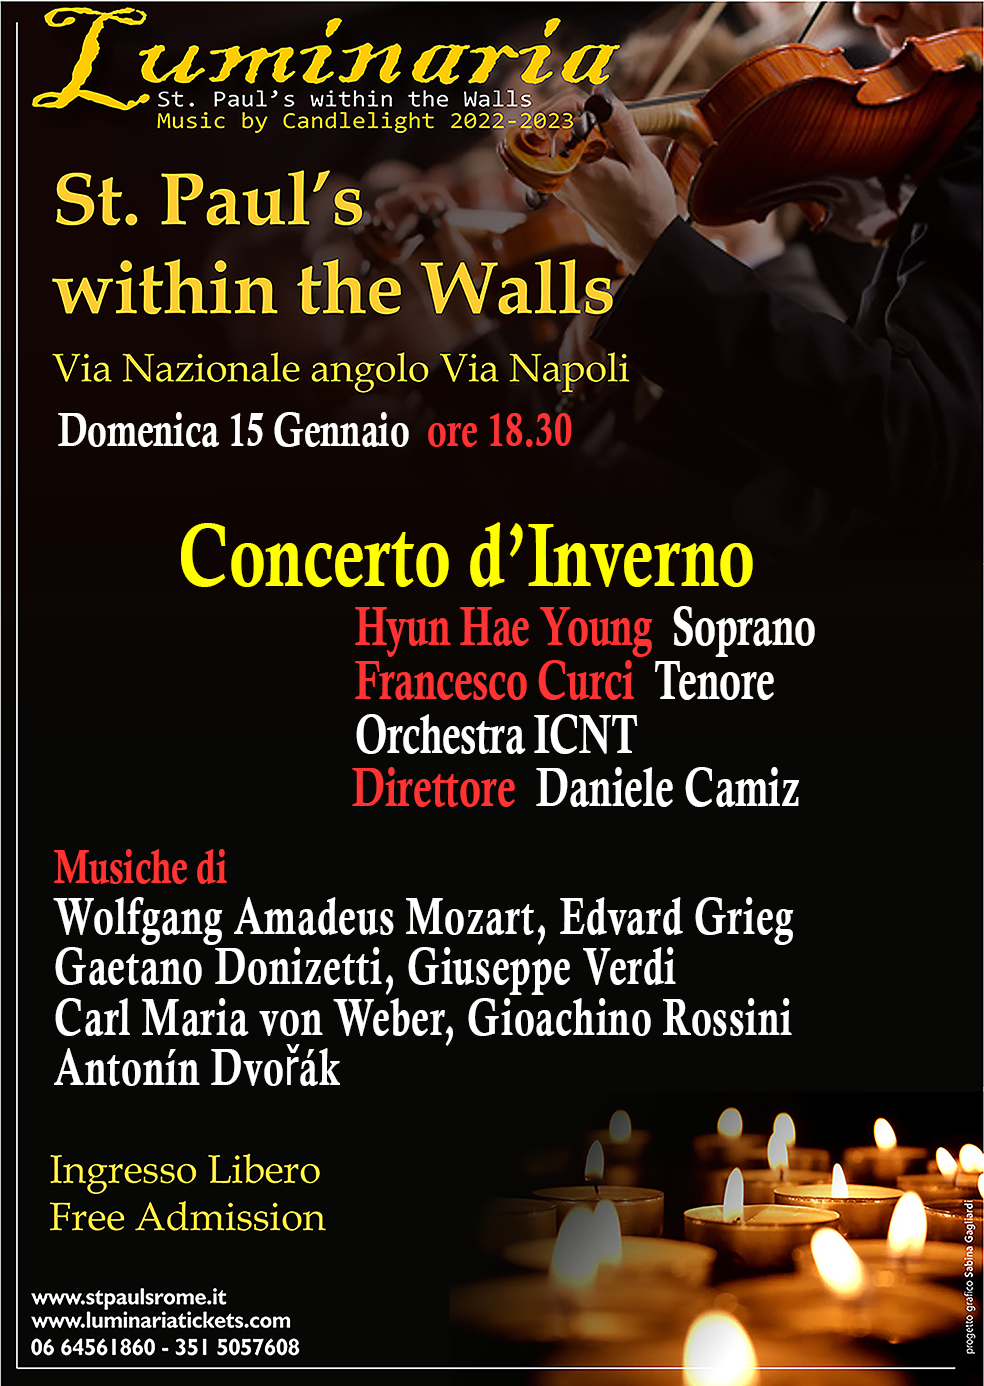 Luminaria
St. Paul's within the Walls
Music by Candlelight 2022-2023
St. Paul's
within the Walls
Via Nazionale angolo Via Napoli
Domenica 15 Gennaio ore 18.30
Concerto d'Inverno
Hyun Hae Young Soprano
Francesco Curci Tenore
Orchestra ICNT
Direttore Daniele Camiz
Musiche di
Wolfgang Amadeus Mozart, Edvard Grieg
Gaetano Donizetti, Giuseppe Verdi
Carl Maria von Weber, Gioachino Rossini
Antonín Dvořák
Ingresso Libero
Free Admission
www.stpaulsrome.it
www.luminariatickets.com
06 64561860 - 351 5057608
progetto grafico Sabina Gagliardi